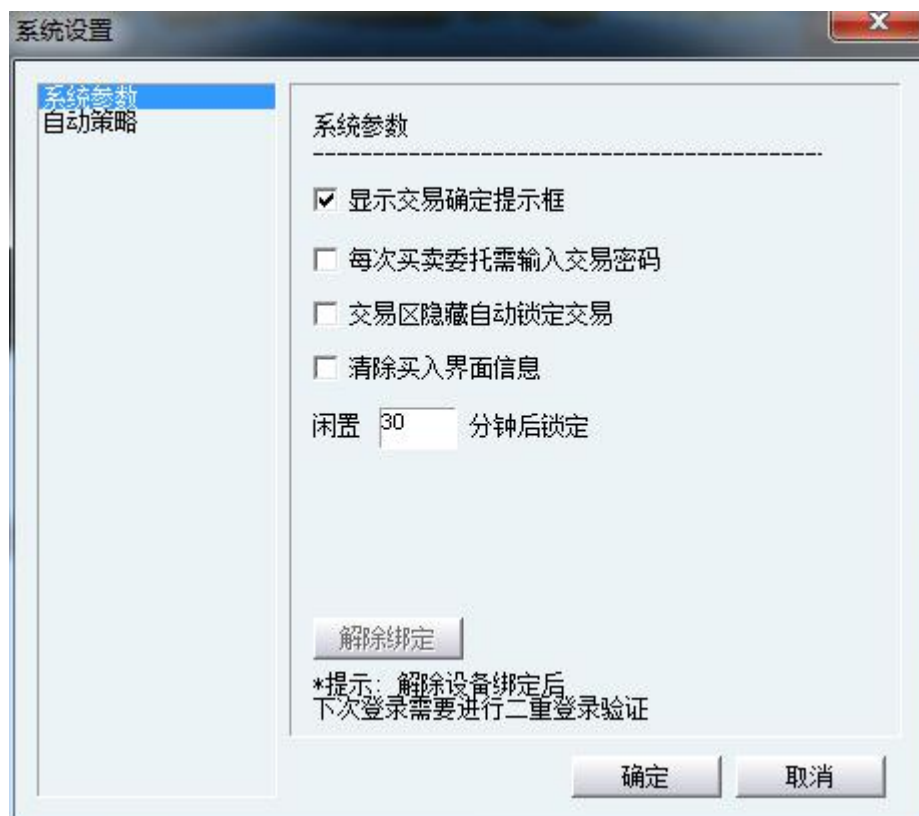 系统设置
系统参数
自动策略
系统参数
显示交易确定提示框
每次买卖委托需输入交易密码
交易区隐藏自动锁定交易
清除买入界面信息
闲置 30 分钟后锁定
解除绑定
*提示：解除设备绑定后
下次登录需要进行二重登录验证
确定 取消